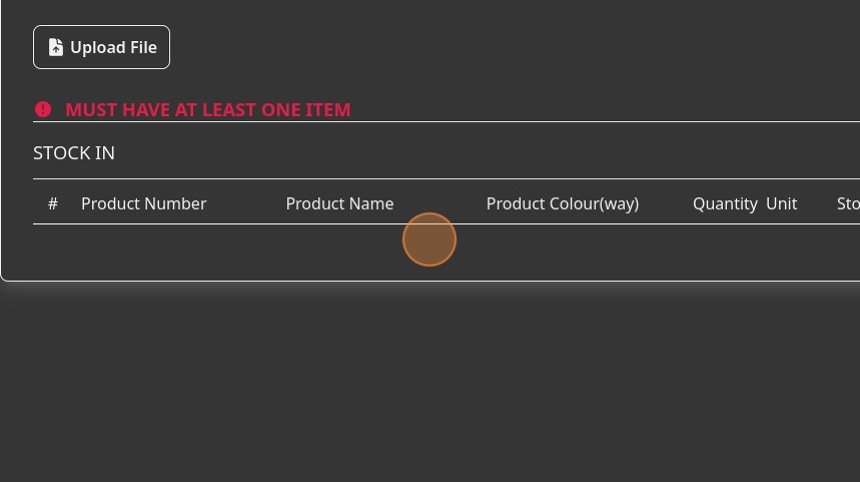 Upload File
MUST HAVE AT LEAST ONE ITEM
STOCK IN
# Product Number Product Name Product Colour(way) Quantity Unit Sto